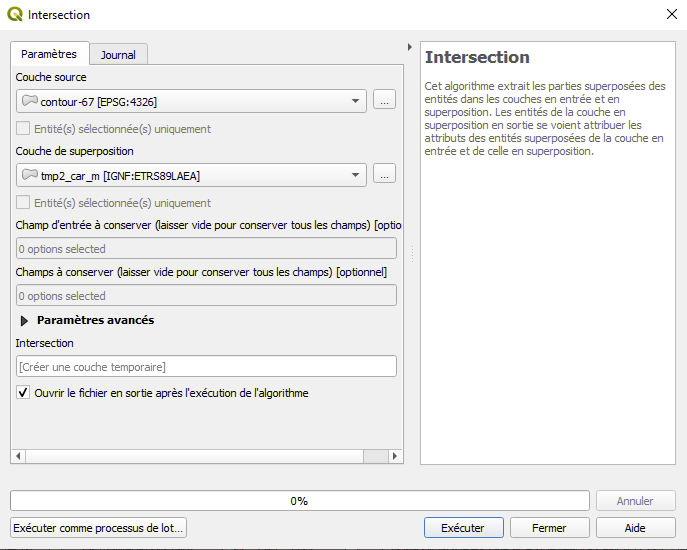 Intersection
Paramètres
Journal
Couche source
contour-67 [EPSG:4326]
...
Entité(s) sélectionnée(s) uniquement
Couche de superposition
tmp2_car_m [IGNF:ETRS89LAEA]
...
Entité(s) sélectionnée(s) uniquement
Champ d'entrée à conserver (laisser vide pour conserver tous les champs) [optio
0 options selected
Champs à conserver (laisser vide pour conserver tous les champs) [optionnel]
0 options selected
Paramètres avancés
Intersection
[Créer une couche temporaire]
Ouvrir le fichier en sortie après l'exécution de l'algorithme
Intersection
Cet algorithme extrait les parties superposées des
entités dans les couches en entrée et en
superposition. Les entités de la couche en
superposition en sortie se voient attribuer les
attributs des entités superposées de la couche en
entrée et de celle en superposition.
0%
Annuler
Exécuter comme processus de lot...
Exécuter
Fermer
Aide